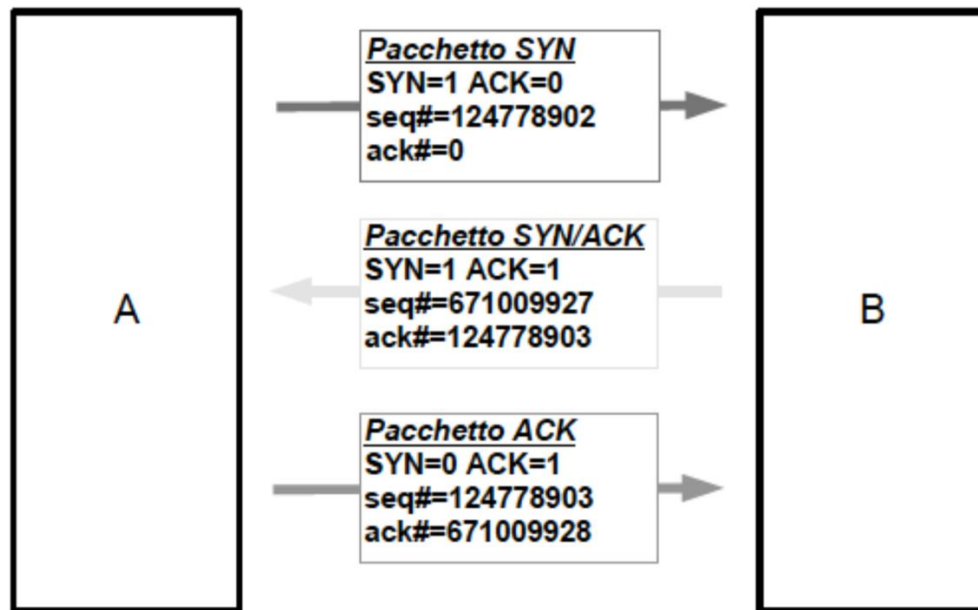 Pacchetto SYN
SYN=1 ACK=0
seq#=124778902
ack#=0
Pacchetto SYN/ACK
SYN=1 ACK=1
seq#=671009927
ack#=124778903
A
B
Pacchetto ACK
SYN=0 ACK=1
seq#=124778903
ack#=671009928